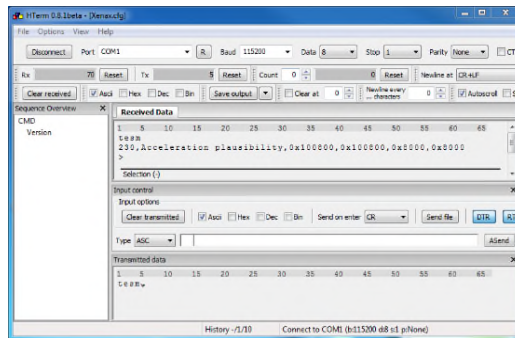 HTerm 0.8.1beta - [Xenax.cfg]
File Options View Help
Disconnect Port COM1 R Baud 115200 Data 8 Stop 1 Parity None CT
Rx 70 Reset Tx 5 Reset Count 0 0 Reset Newline at CR+LF
Clear received Ascii Hex Dec Bin Save output Clear at 0 Newline every ... characters 0 Autoscroll S
Sequence Overview X Received Data
CMD
Version
1 5 10 15 20 25 30 35 40 45 50 55 60 65
tesm
230,Acceleration plausibility,0x100800,0x100800,0x8000,0x8000
>
Selection (-)
Input control X
Input options
Clear transmitted Ascii Hex Dec Bin Send on enter CR Send file DTR RT
Type ASC ASend
Transmitted data X
1 5 10 15 20 25 30 35 40 45 50 55 60 65
tesm
History -/1/10 Connect to COM1 (b:115200 d:8 s:1 p:None)